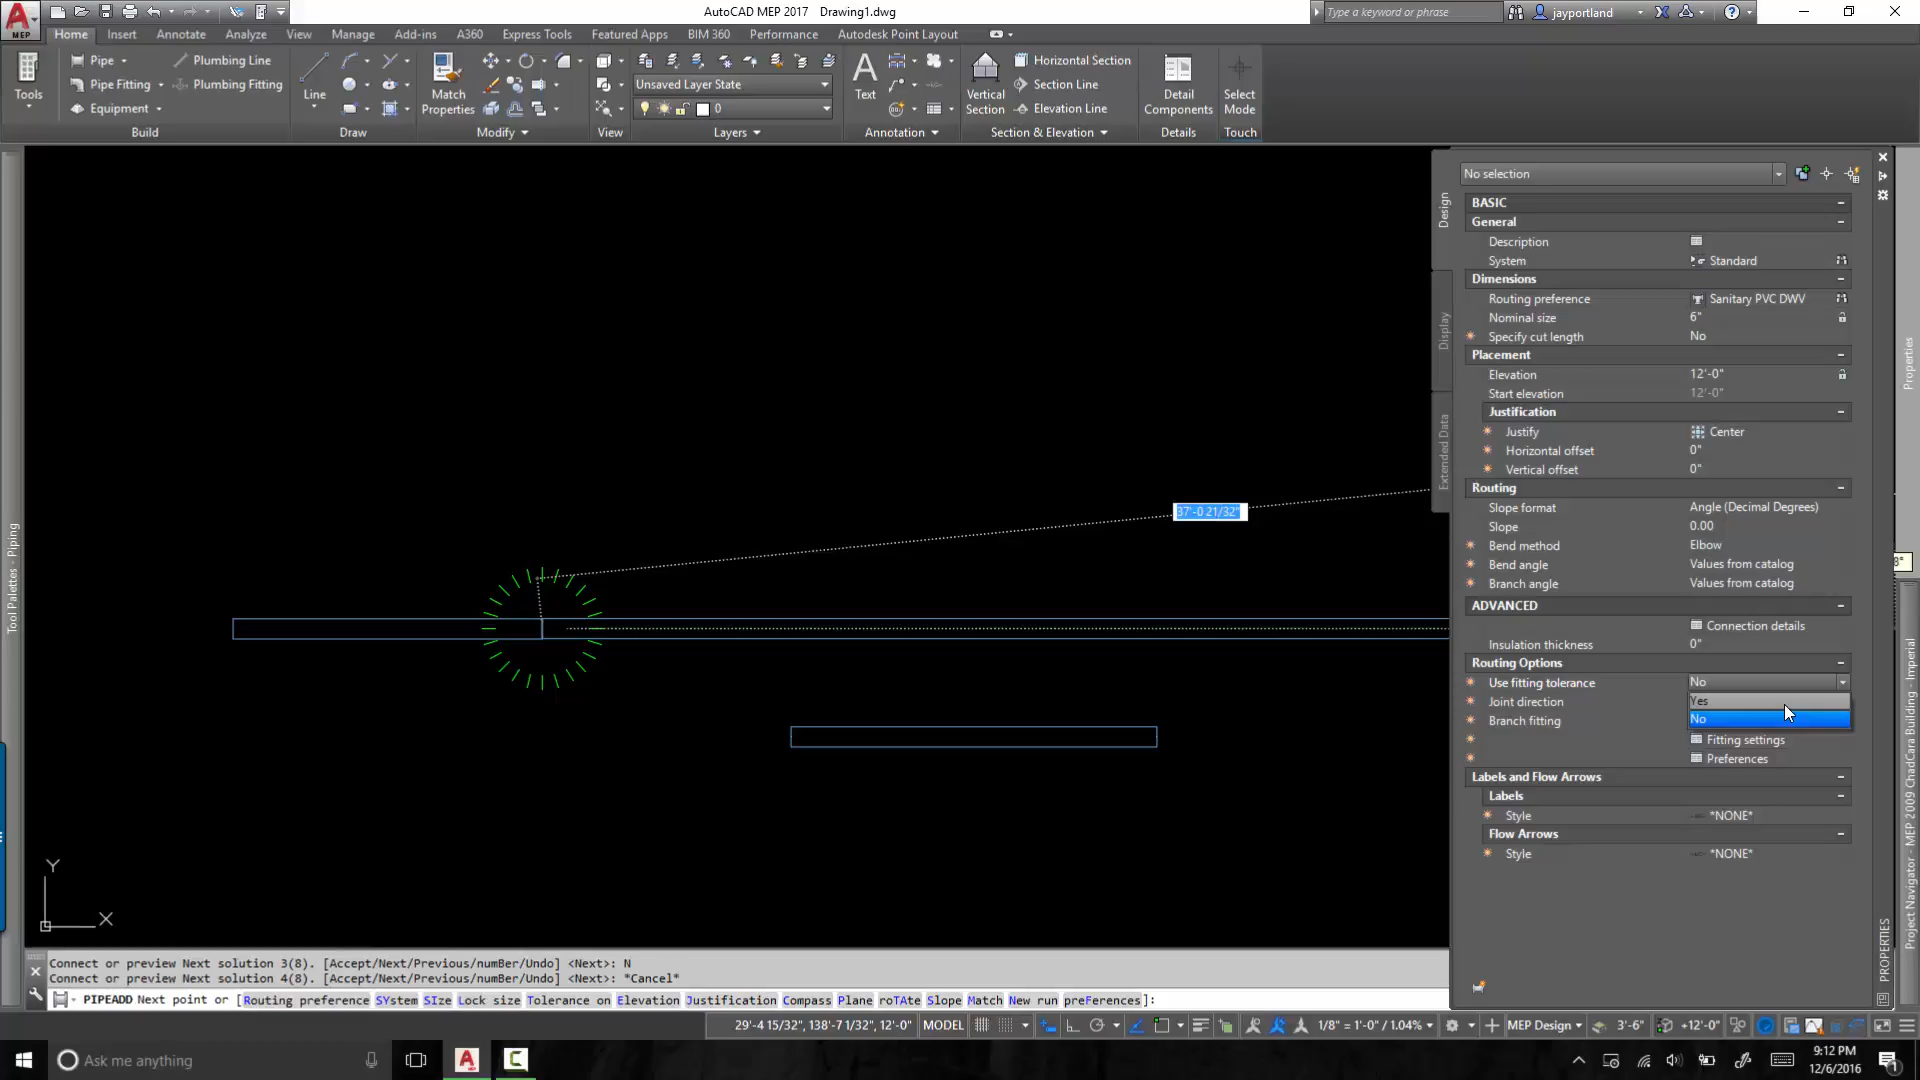 AutoCAD MEP 2017 Drawing1.dwg
Type a keyword or phrase
jayportland
MEP
Home Insert Annotate Analyze View Manage Add-ins A360 Express Tools Featured Apps BIM 360 Performance Autodesk Point Layout
Tools
Pipe
Pipe Fitting
Equipment
Plumbing Line
Plumbing Fitting
Build
Line
Draw
Match
Properties
Modify
View
Unsaved Layer State
0
Layers
Text
Annotation
Vertical
Section
Horizontal Section
Section Line
Elevation Line
Section & Elevation
Detail
Components
Details
Select
Mode
Touch
Tool Palettes - Piping
37'-0 21/32"
Y
X
Design
Display
Extended Data
No selection
BASIC
General
Description
System Standard
Dimensions
Routing preference Sanitary PVC DWV
Nominal size 6"
Specify cut length No
Placement
Elevation 12'-0"
Start elevation 12'-0"
Justification
Justify Center
Horizontal offset 0"
Vertical offset 0"
Routing
Slope format Angle (Decimal Degrees)
Slope 0.00
Bend method Elbow
Bend angle Values from catalog
Branch angle Values from catalog
ADVANCED
Connection details
Insulation thickness 0"
Routing Options
Use fitting tolerance No
Joint direction Yes
Branch fitting No
Fitting settings
Preferences
Labels and Flow Arrows
Labels
Style *NONE*
Flow Arrows
Style *NONE*
PROPERTIES
Properties
Project Navigator - MEP 2009 ChadCara Building - Imperial
Connect or preview Next solution 3(8). [Accept/Next/Previous/numBer/Undo] <Next>: N
Connect or preview Next solution 4(8). [Accept/Next/Previous/numBer/Undo] <Next>: *Cancel*
PIPEADD Next point or [Routing preference SYstem SIze Lock size Tolerance on Elevation Justification Compass Plane roTAte Slope Match New run preFerences]:
29'-4 15/32", 138'-7 1/32", 12'-0" MODEL 1/8" = 1'-0" / 1.04% MEP Design 3'-6" +12'-0"
Ask me anything
9:12 PM
12/6/2016
1